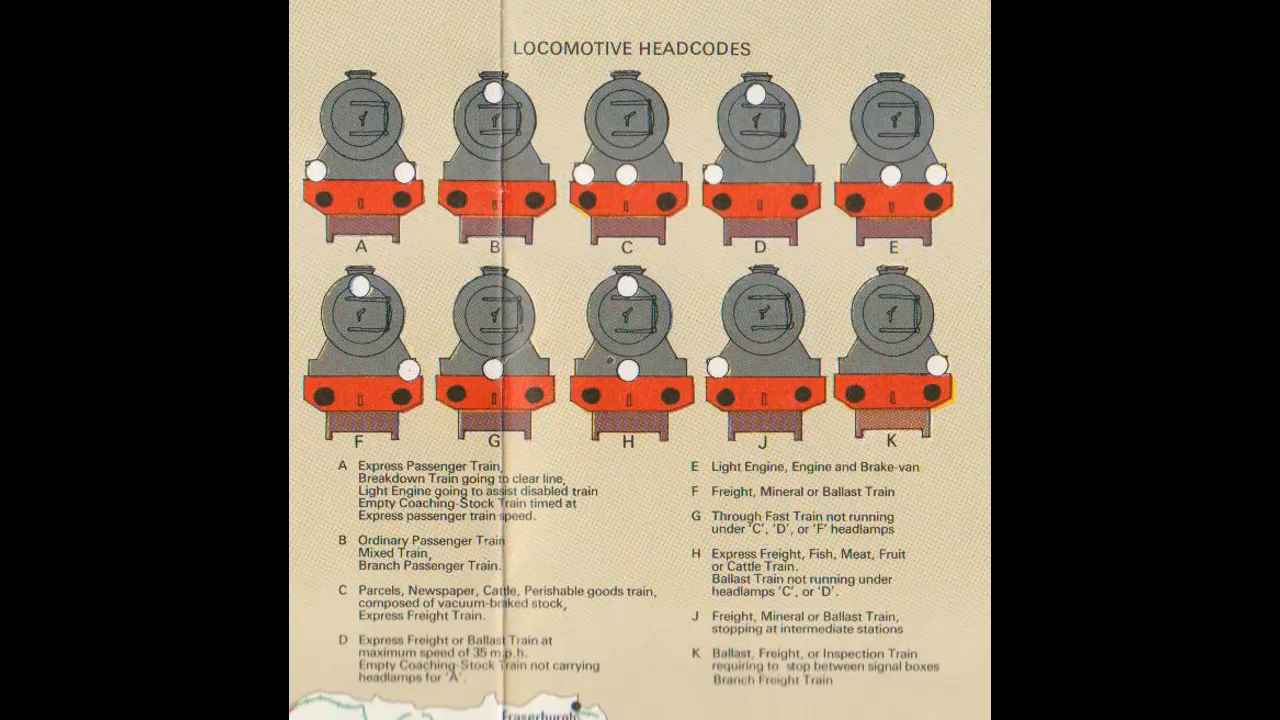 LOCOMOTIVE HEADCODES
A B C D E
F G H J K
A Express Passenger Train,
Breakdown Train going to clear line,
Light Engine going to assist disabled train
Empty Coaching-Stock Train timed at
Express passenger train speed.
B Ordinary Passenger Train
Mixed Train,
Branch Passenger Train.
C Parcels, Newspaper, Cattle, Perishable goods train,
composed of vacuum-braked stock,
Express Freight Train.
D Express Freight or Ballast Train at
maximum speed of 35 m.p.h.
Empty Coaching-Stock Train not carrying
headlamps for 'A'.
E Light Engine, Engine and Brake-van
F Freight, Mineral or Ballast Train
G Through Fast Train not running
under 'C', 'D', or 'F' headlamps
H Express Freight, Fish, Meat, Fruit
or Cattle Train.
Ballast Train not running under
headlamps 'C', or 'D'.
J Freight, Mineral or Ballast Train,
stopping at intermediate stations
K Ballast, Freight, or Inspection Train
requiring to stop between signal boxes
Branch Freight Train
Fraserburgh